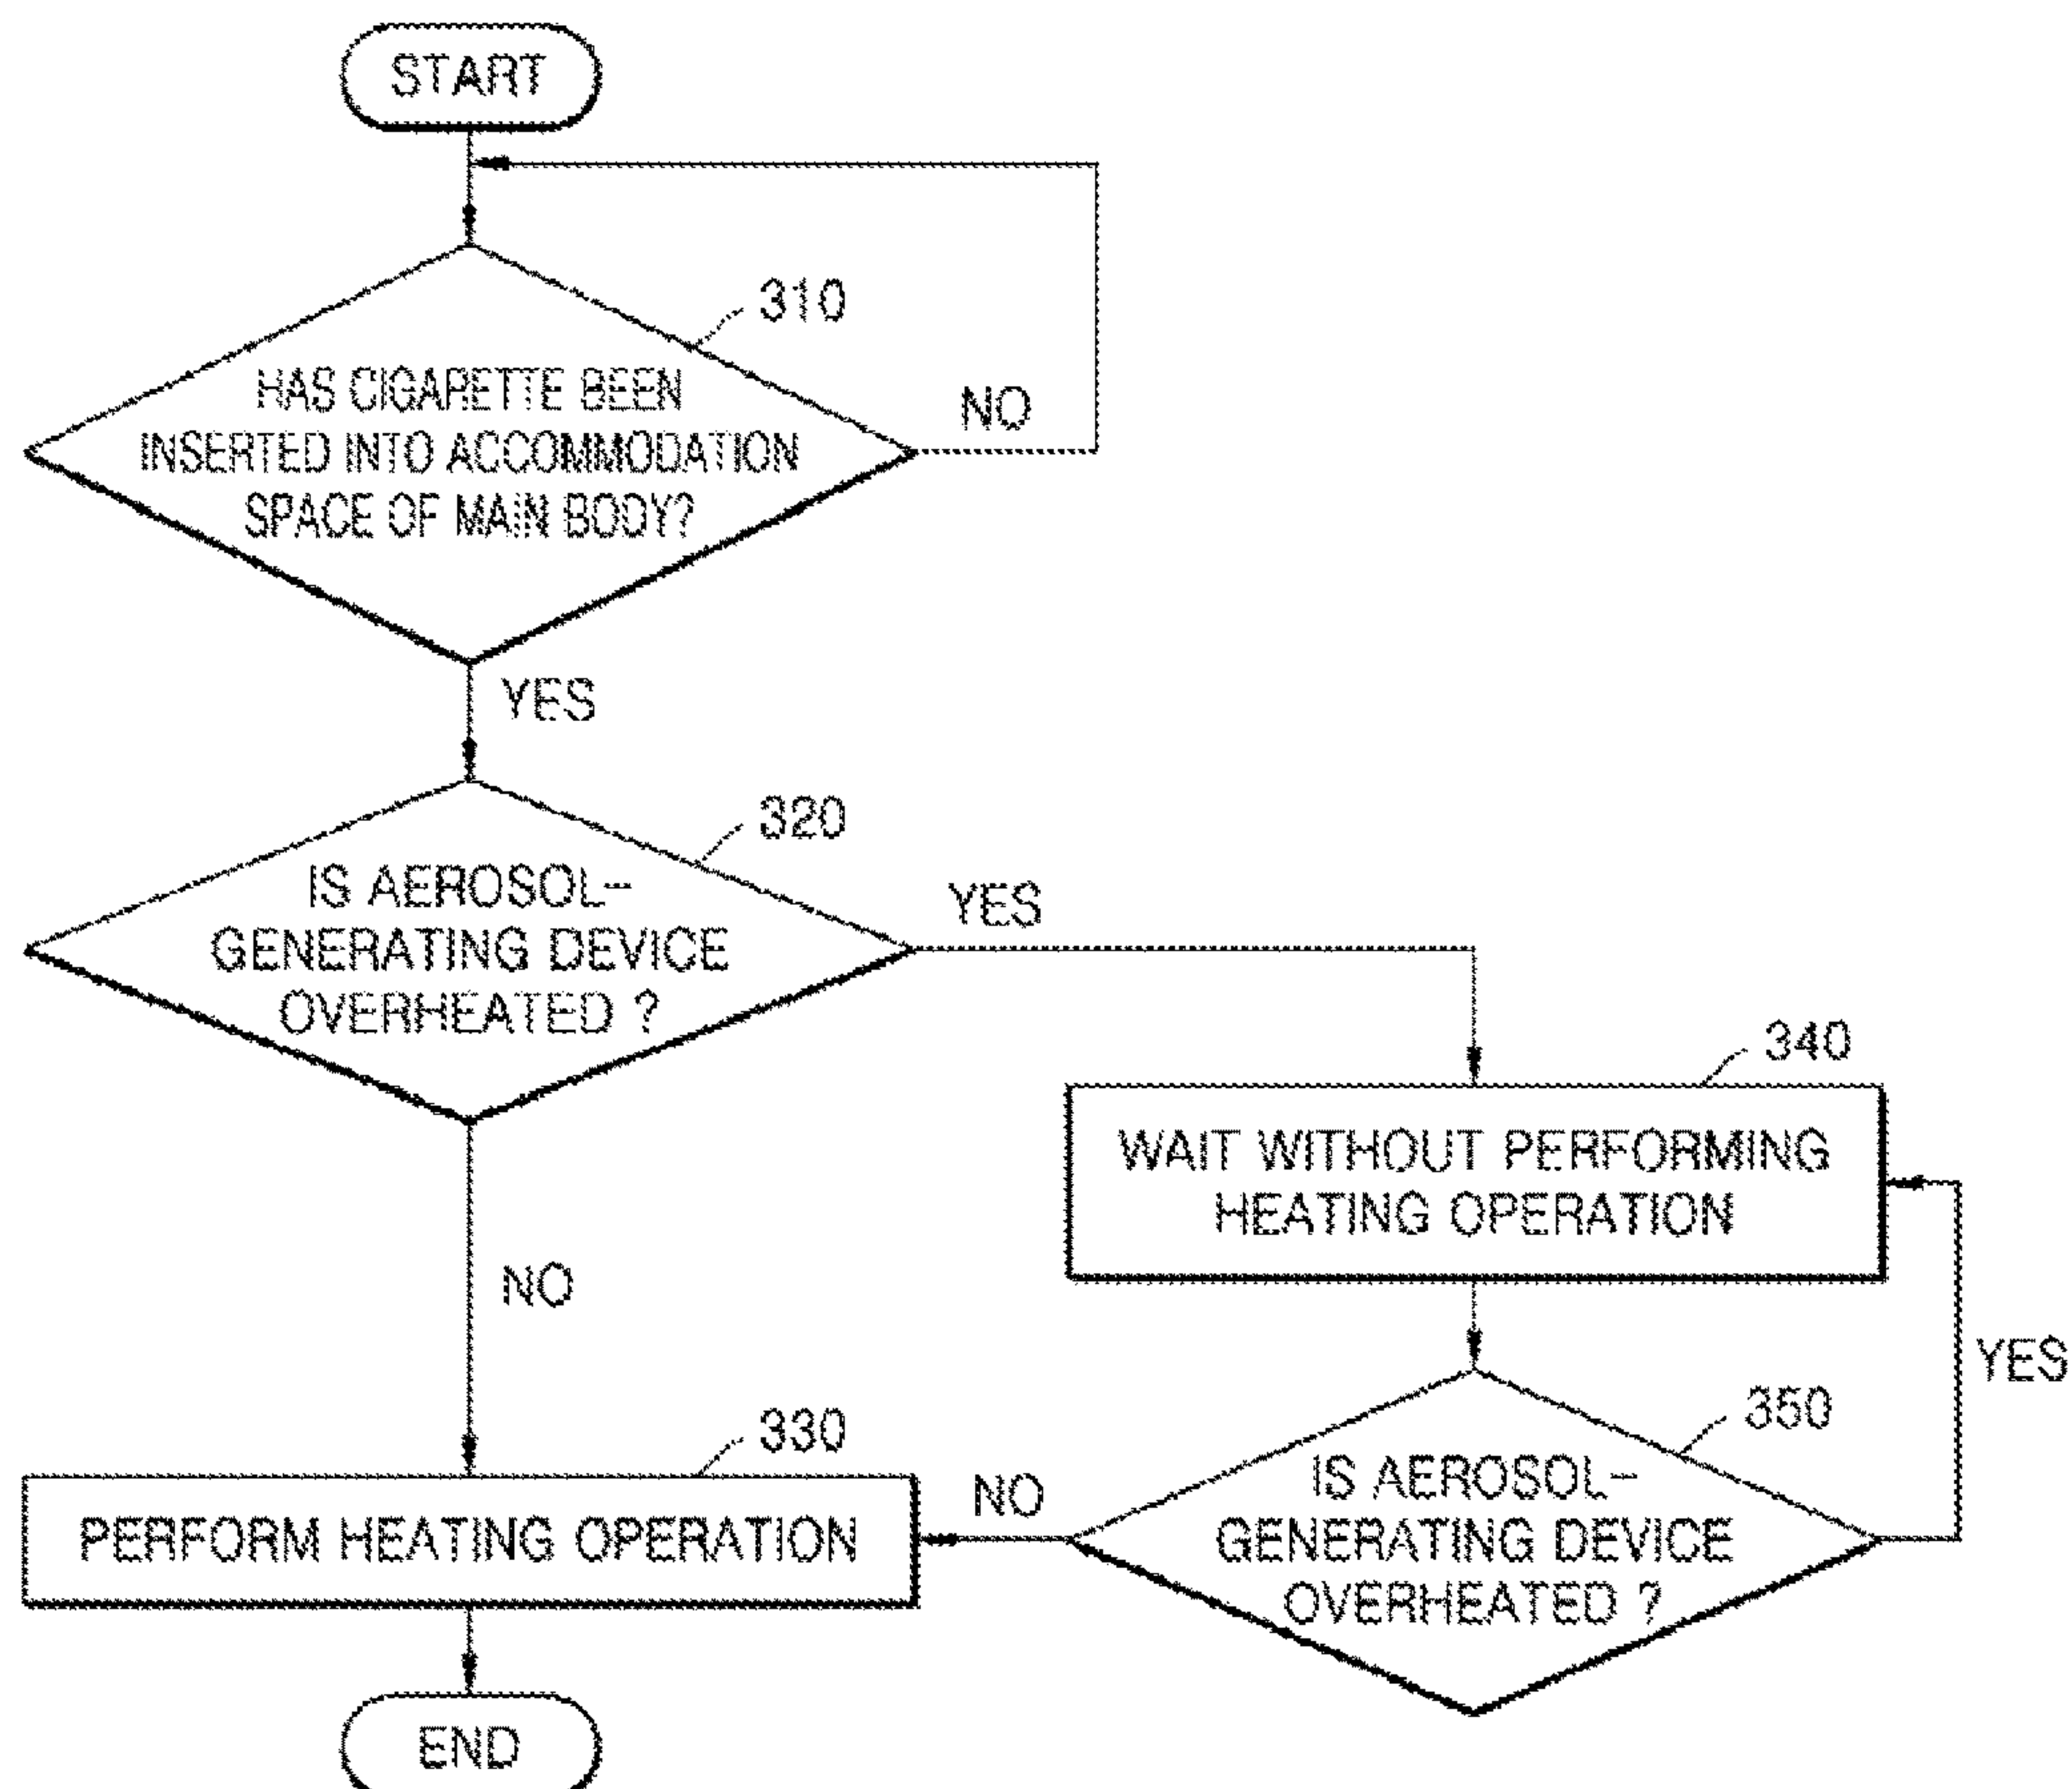 START
310
HAS CIGARETTE BEEN
INSERTED INTO ACCOMMODATION
SPACE OF MAIN BODY?
NO
YES
320
IS AEROSOL-
GENERATING DEVICE
OVERHEATED ?
YES
NO
340
WAIT WITHOUT PERFORMING
HEATING OPERATION
YES
350
IS AEROSOL-
GENERATING DEVICE
OVERHEATED ?
NO
330
PERFORM HEATING OPERATION
END